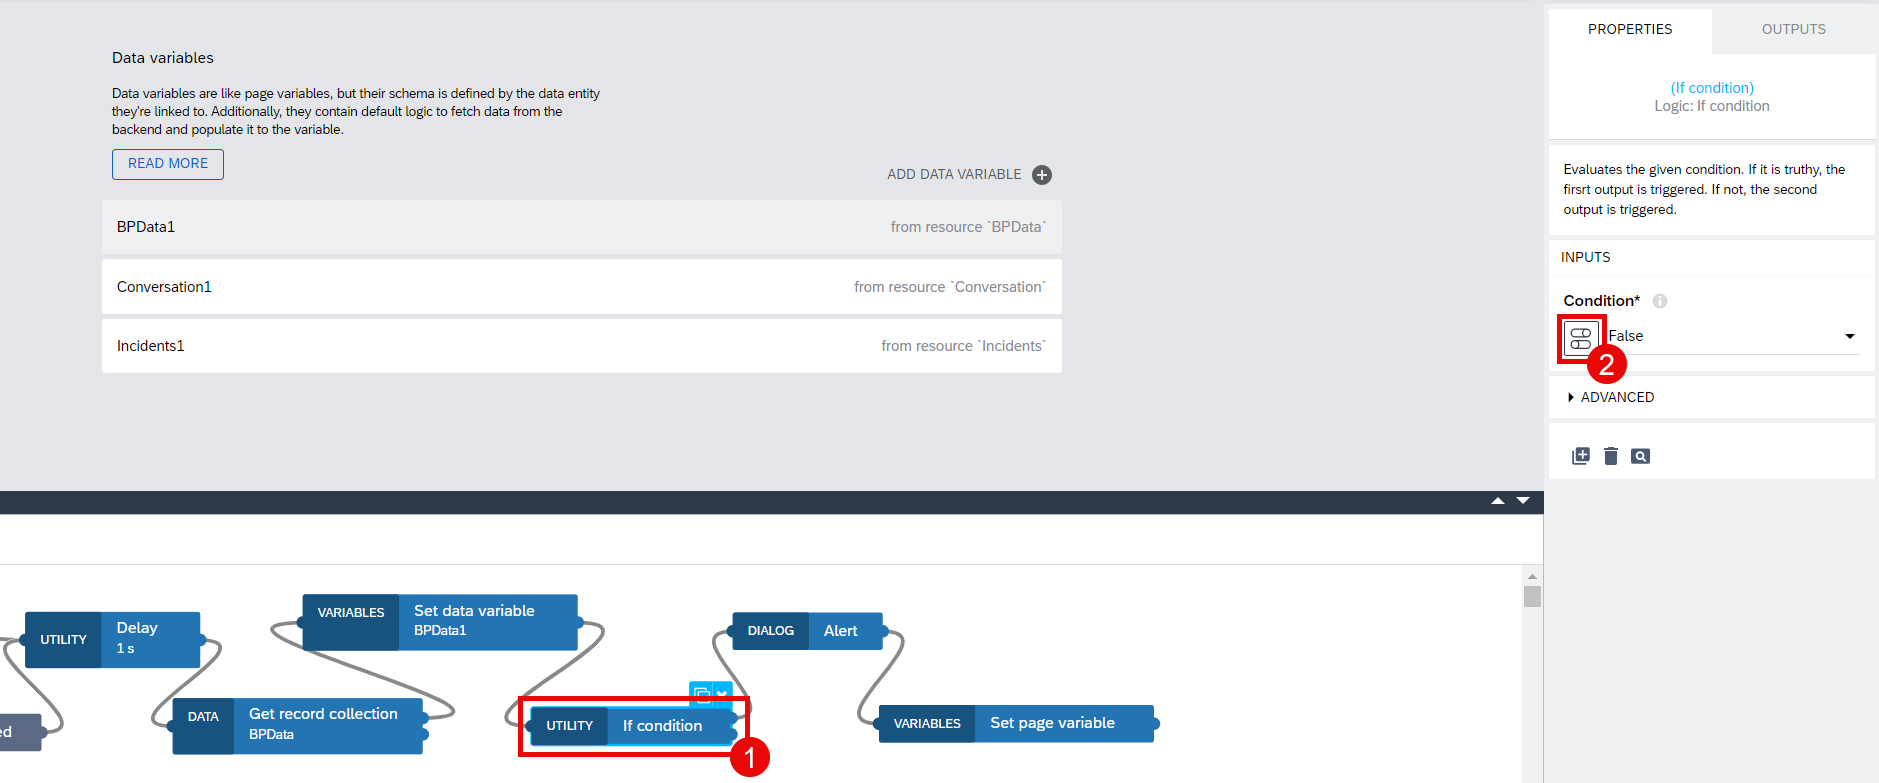 Data variables
Data variables are like page variables, but their schema is defined by the data entity
they're linked to. Additionally, they contain default logic to fetch data from the
backend and populate it to the variable.
READ MORE
ADD DATA VARIABLE
BPData1
from resource `BPData`
Conversation1
from resource `Conversation`
Incidents1
from resource `Incidents`
PROPERTIES
OUTPUTS
(If condition)
Logic: If condition
Evaluates the given condition. If it is truthy, the
firsrt output is triggered. If not, the second
output is triggered.
INPUTS
Condition*
False
2
ADVANCED
ed
UTILITY
Delay
1 s
DATA
Get record collection
BPData
VARIABLES
Set data variable
BPData1
UTILITY
If condition
1
DIALOG
Alert
VARIABLES
Set page variable